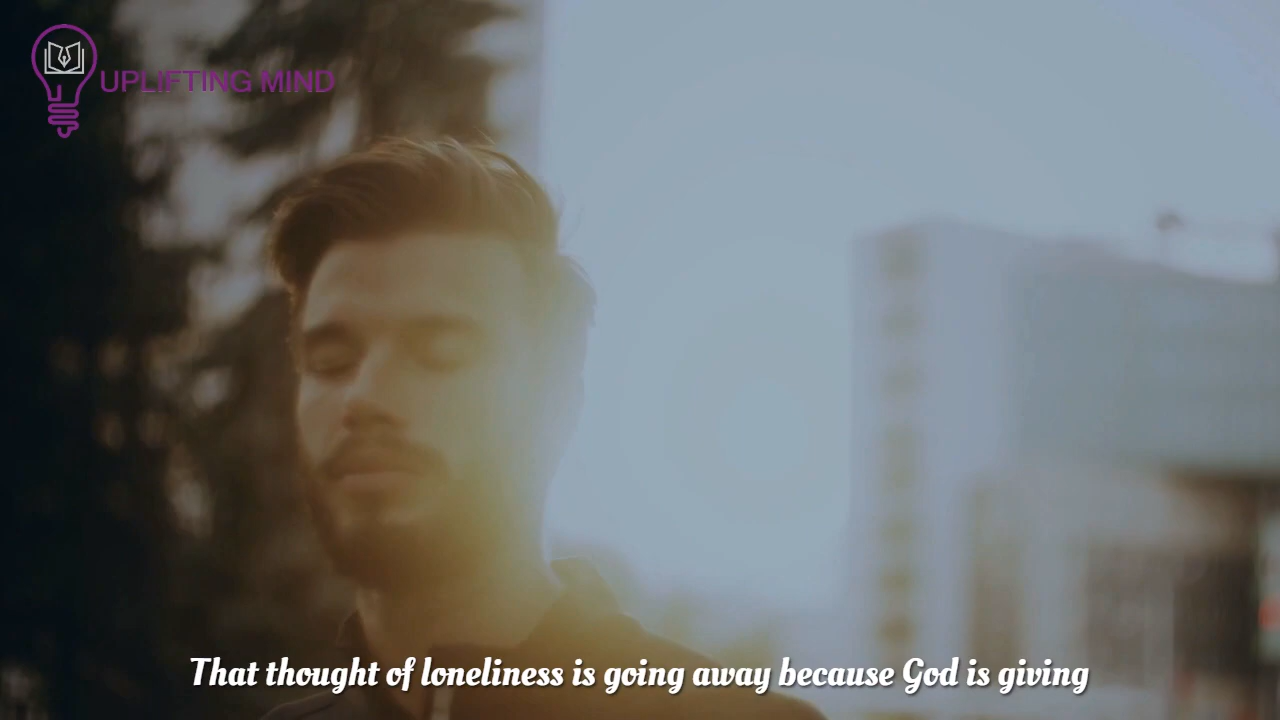 UPLIFTING MIND
That thought of loneliness is going away because God is giving